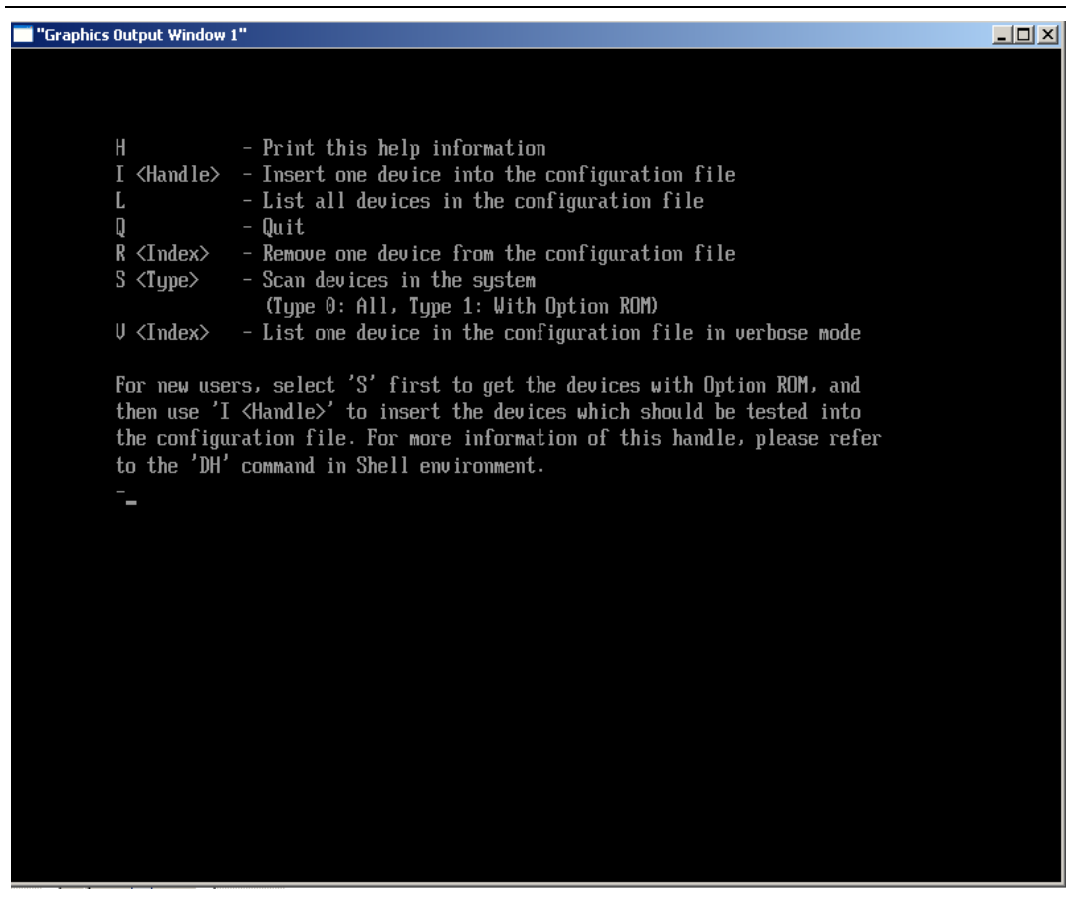 "Graphics Output Window 1"
H - Print this help information
I <Handle> - Insert one device into the configuration file
L - List all devices in the configuration file
Q - Quit
R <Index> - Remove one device from the configuration file
S <Type> - Scan devices in the system
(Type 0: All, Type 1: With Option ROM)
V <Index> - List one device in the configuration file in verbose mode
For new users, select 'S' first to get the devices with Option ROM, and
then use 'I <Handle>' to insert the devices which should be tested into
the configuration file. For more information of this handle, please refer
to the 'DH' command in Shell environment.
-_